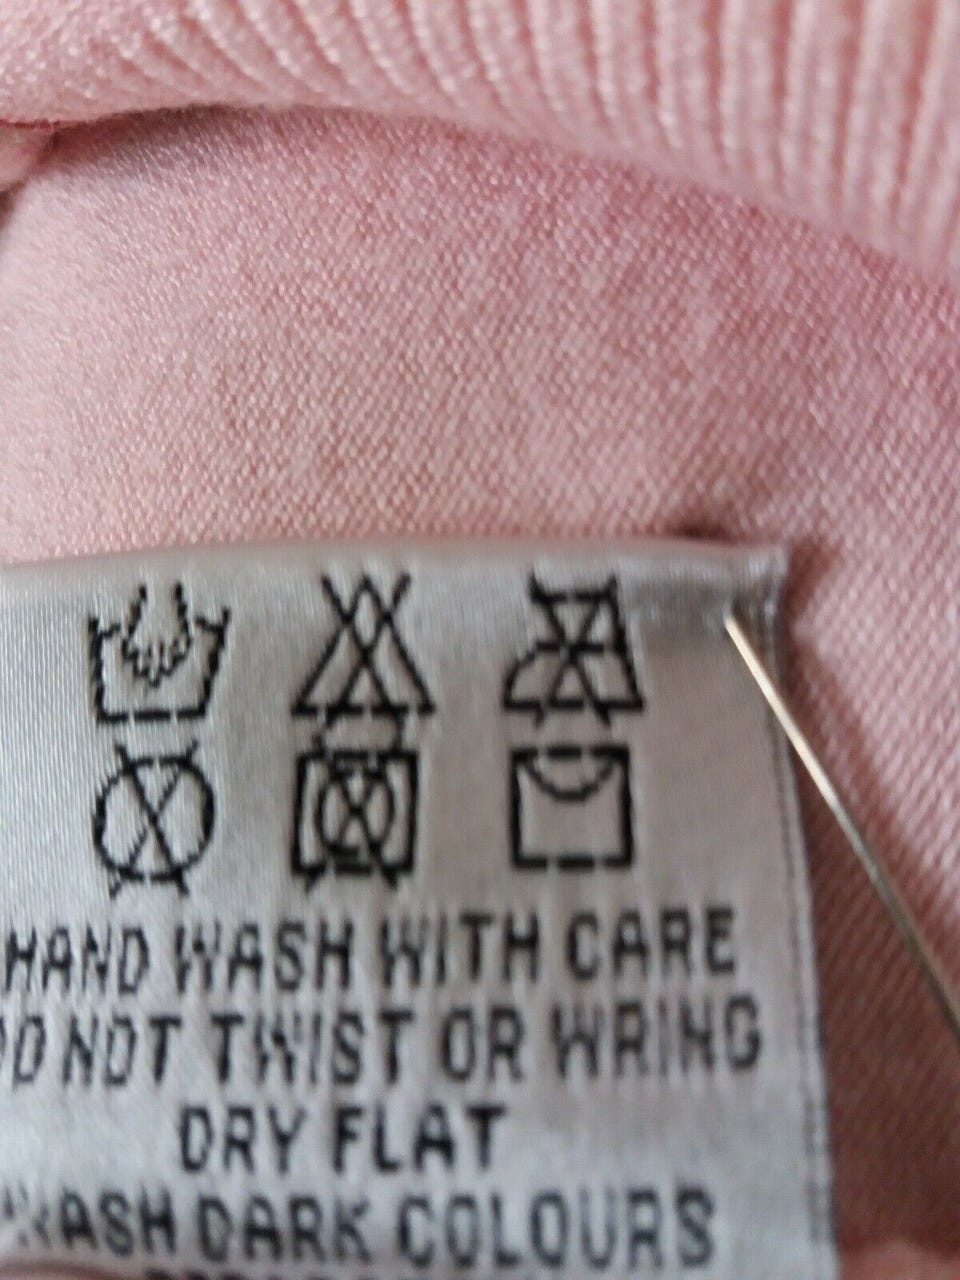 HAND WASH WITH CARE
DO NOT TWIST OR WRING
DRY FLAT
WASH DARK COLOURS